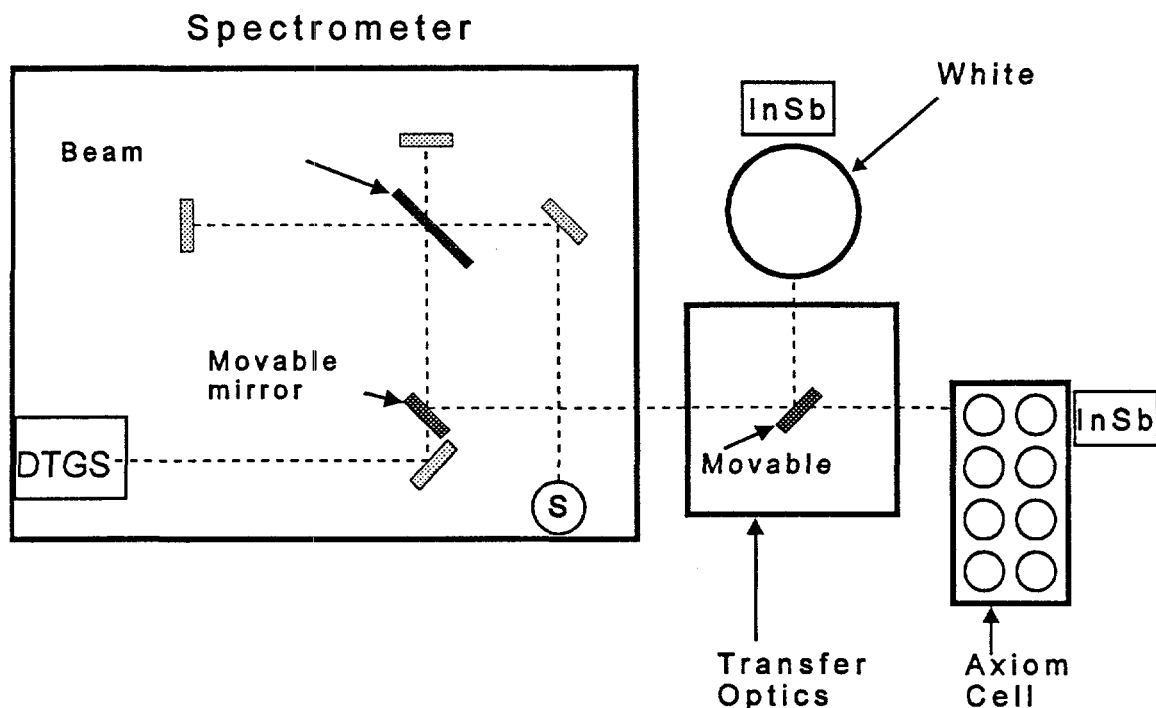 Spectrometer
White
InSb
Beam
Movable
mirror
DTGS
S
Movable
InSb
Transfer
Optics
Axiom
Cell